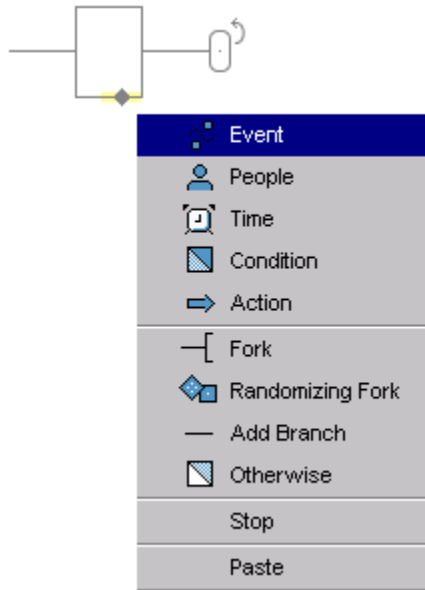 Event
People
Time
Condition
Action
Fork
Randomizing Fork
Add Branch
Otherwise
Stop
Paste